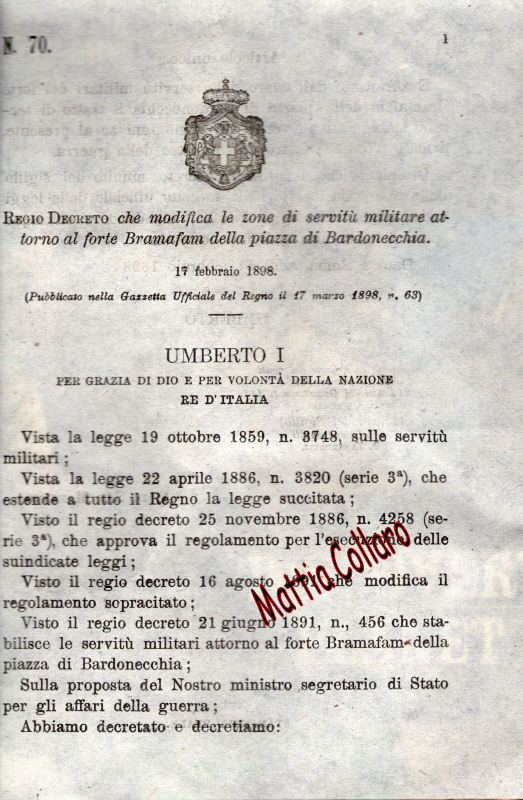 N. 70.
1
REGIO DECRETO che modifica le zone di servitù militare at-
torno al forte Bramafam della piazza di Bardonecchia.
17 febbraio 1898.
(Pubblicato nella Gazzetta Ufficiale del Regno il 17 marzo 1898, n. 63)
UMBERTO I
PER GRAZIA DI DIO E PER VOLONTÀ DELLA NAZIONE
RE D'ITALIA
Vista la legge 19 ottobre 1859, n. 3748, sulle servitù
militari;
Vista la legge 22 aprile 1886, n. 3820 (serie 3ª), che
estende a tutto il Regno la legge succitata;
Visto il regio decreto 25 novembre 1886, n. 4258 (se-
rie 3ª), che approva il regolamento per l'esecuzione delle
suindicate leggi;
Visto il regio decreto 16 agosto 1891 che modifica il
regolamento sopracitato;
Visto il regio decreto 21 giugno 1891, n., 456 che sta-
bilisce le servitù militari attorno al forte Bramafam della
piazza di Bardonecchia;
Sulla proposta del Nostro ministro segretario di Stato
per gli affari della guerra;
Abbiamo decretato e decretiamo:
Mattia Collano